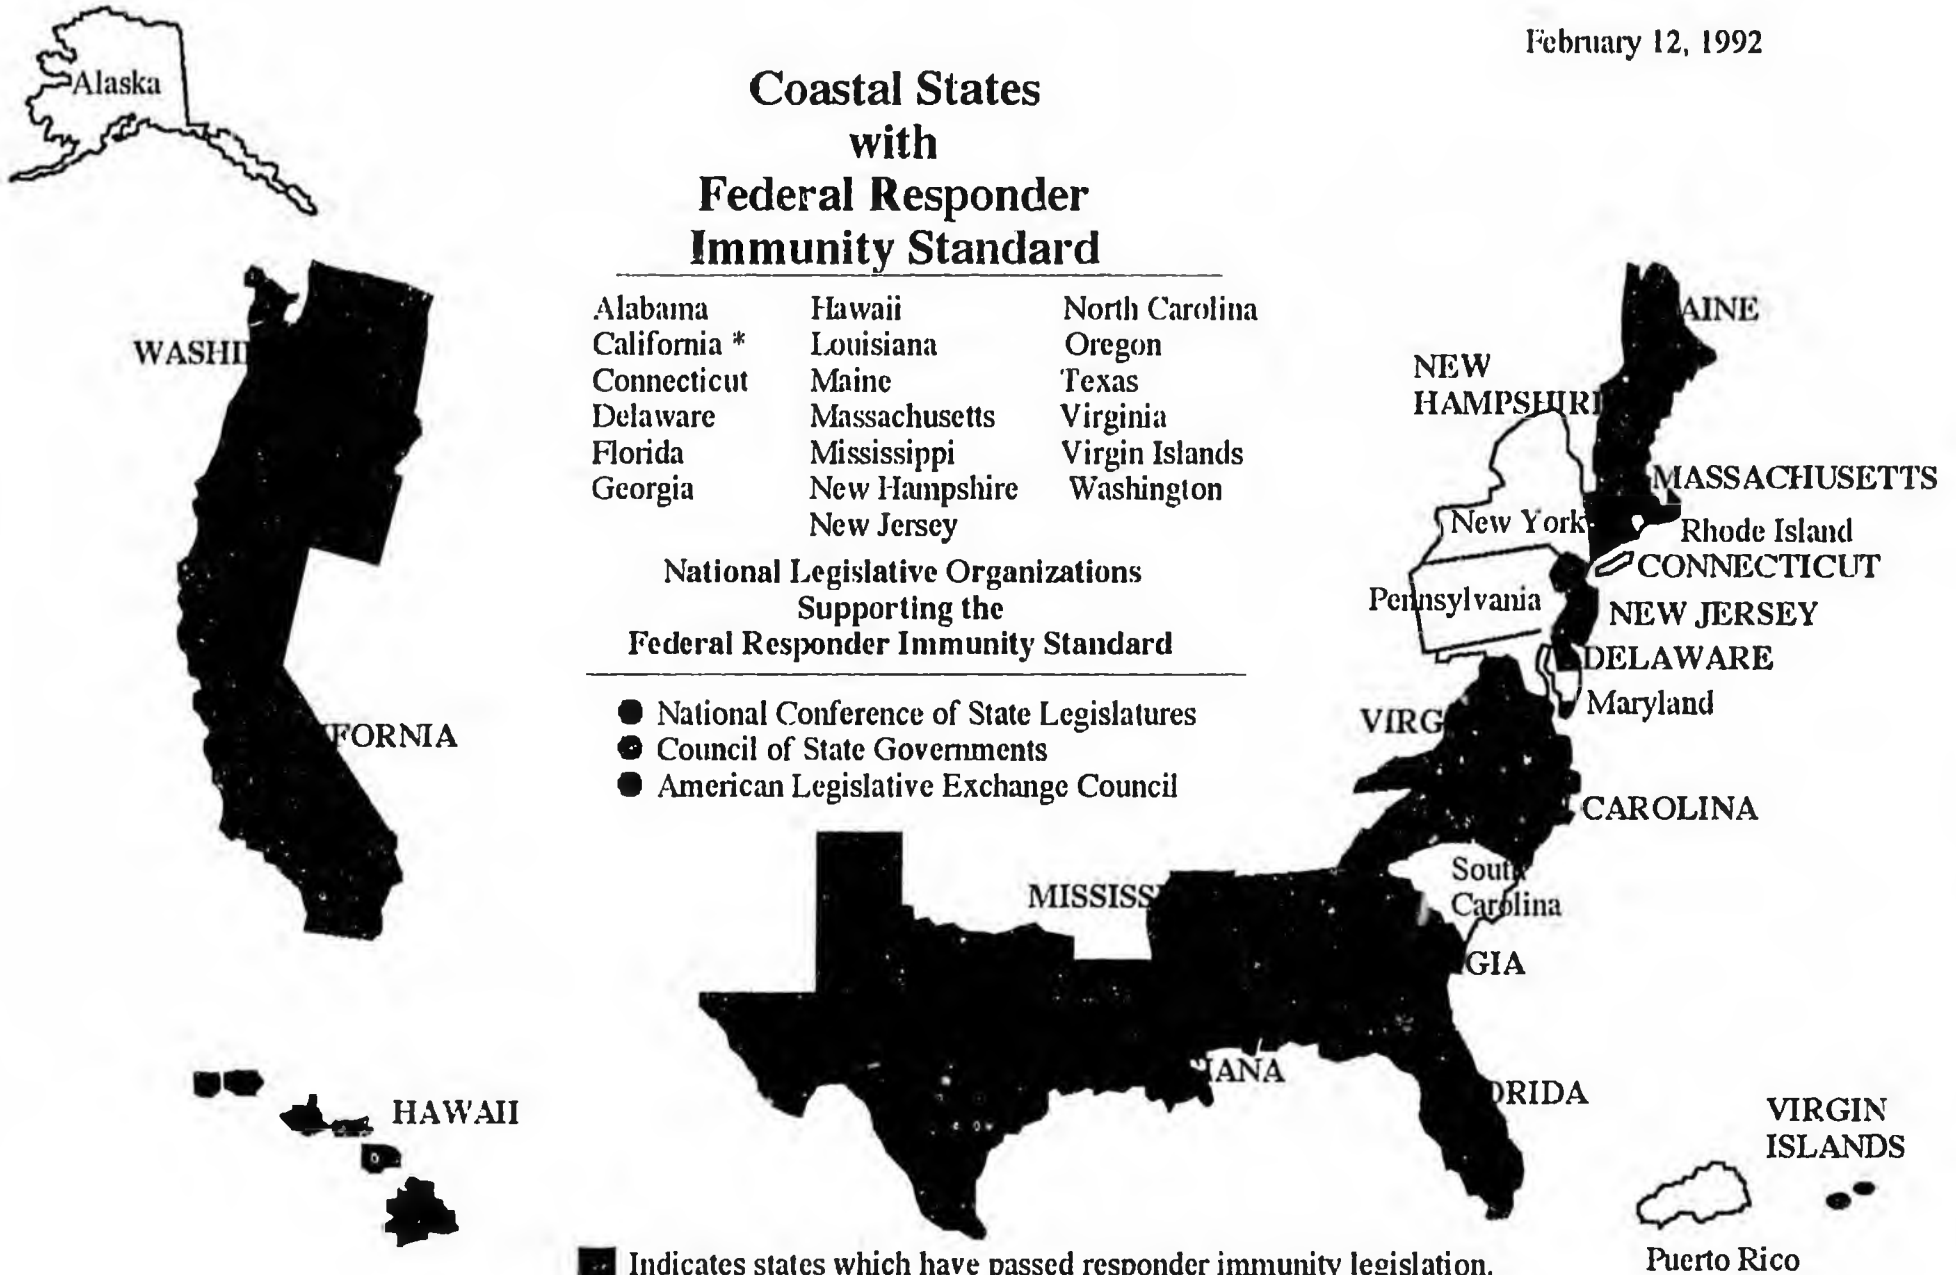 February 12, 1992
Alaska
Coastal States
with
Federal Responder
Immunity Standard
Alabama Hawaii North Carolina
California * Louisiana Oregon
Connecticut Maine Texas
Delaware Massachusetts Virginia
Florida Mississippi Virgin Islands
Georgia New Hampshire Washington
New Jersey
National Legislative Organizations
Supporting the
Federal Responder Immunity Standard
National Conference of State Legislatures
Council of State Governments
American Legislative Exchange Council
WASHI
FORNIA
HAWAII
AINE
NEW
HAMPSHIRE
MASSACHUSETTS
New York
Rhode Island
CONNECTICUT
Pennsylvania
NEW JERSEY
DELAWARE
Maryland
VIRG
CAROLINA
South
Carolina
MISSISS
GIA
IANA
ORIDA
VIRGIN
ISLANDS
Puerto Rico
Indicates states which have passed responder immunity legislation.